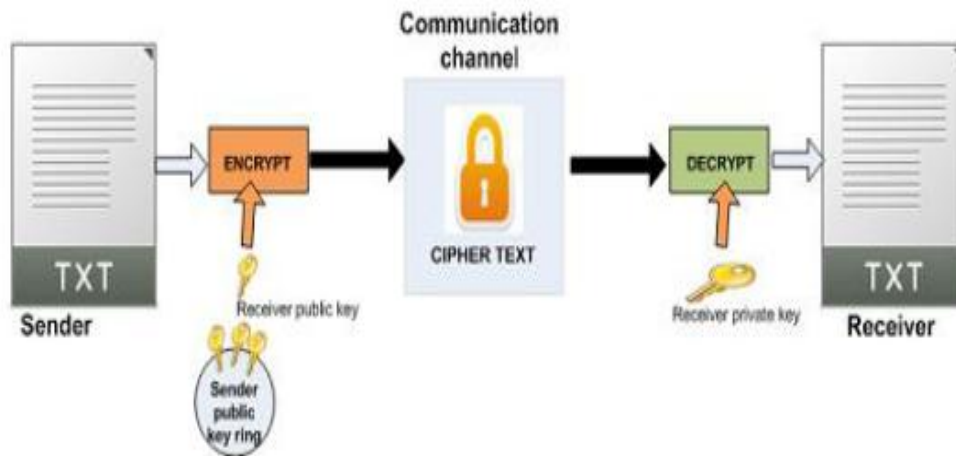 Communication
channel
ENCRYPT
DECRYPT
CIPHER TEXT
TXT
TXT
Receiver public key
Receiver private key
Sender
Receiver
Sender
public
key ring